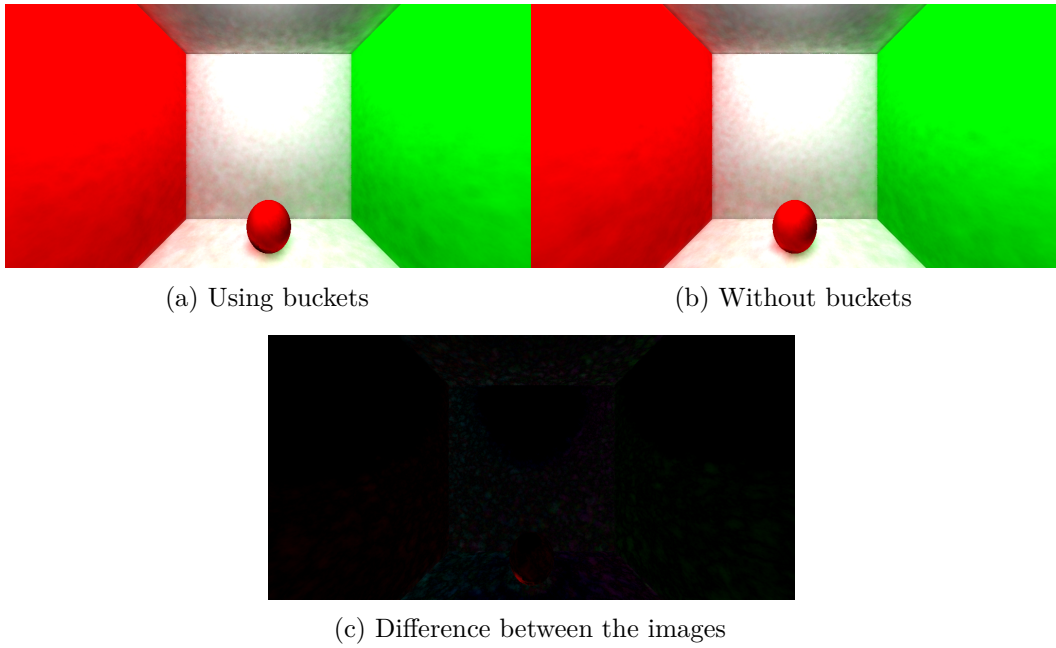 (a) Using buckets
(b) Without buckets
(c) Difference between the images